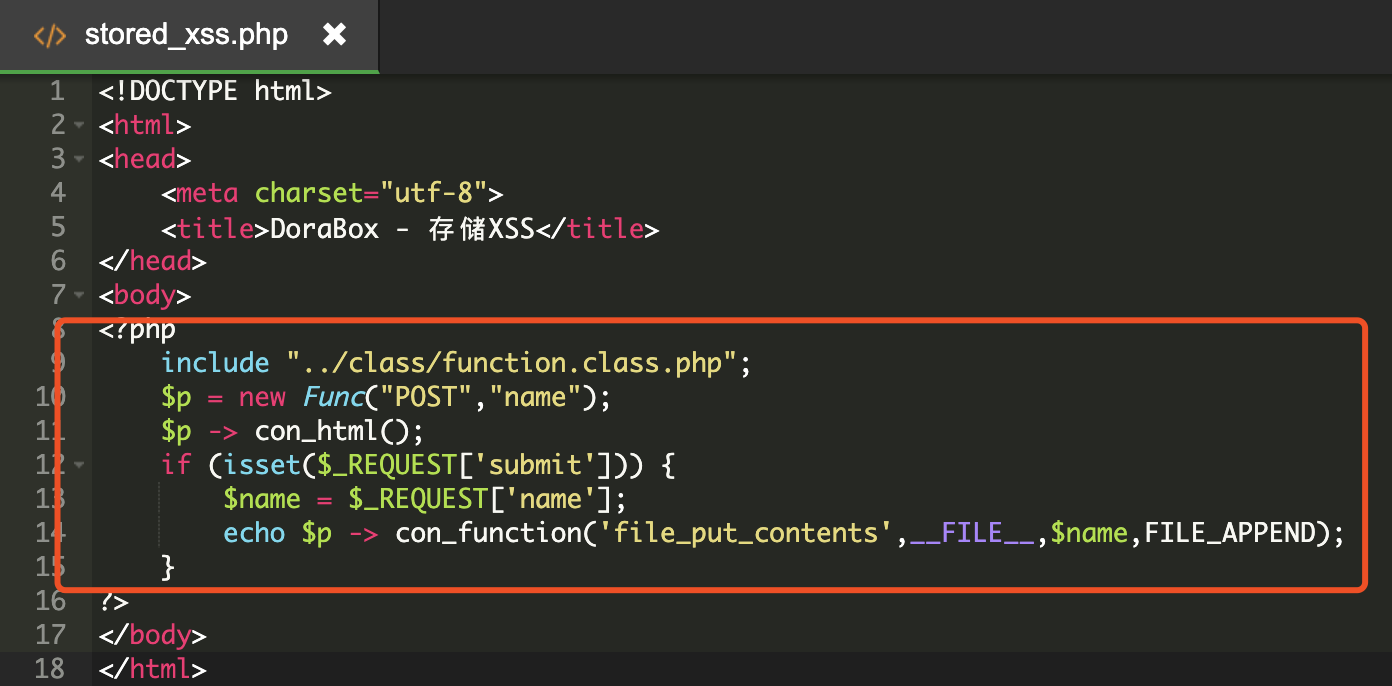 </> stored_xss.php ✖
1 <!DOCTYPE html>
2 <html>
3 <head>
4     <meta charset="utf-8">
5     <title>DoraBox - 存储XSS</title>
6 </head>
7 <body>
8 <?php
9     include "../class/function.class.php";
10     $p = new Func("POST","name");
11     $p -> con_html();
12     if (isset($_REQUEST['submit'])) {
13         $name = $_REQUEST['name'];
14         echo $p -> con_function('file_put_contents',__FILE__,$name,FILE_APPEND);
15     }
16 ?>
17 </body>
18 </html>